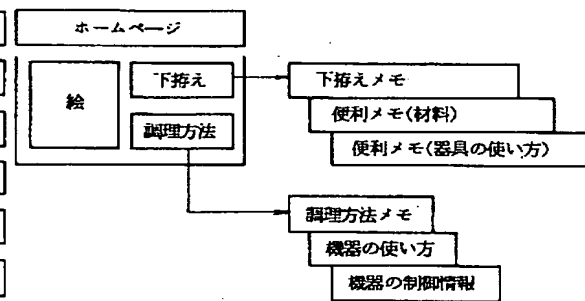 ホームページ
絵
下拵え
調理方法
下拵えメモ
便利メモ(材料)
便利メモ(器具の使い方)
調理方法メモ
機器の使い方
機器の制御情報